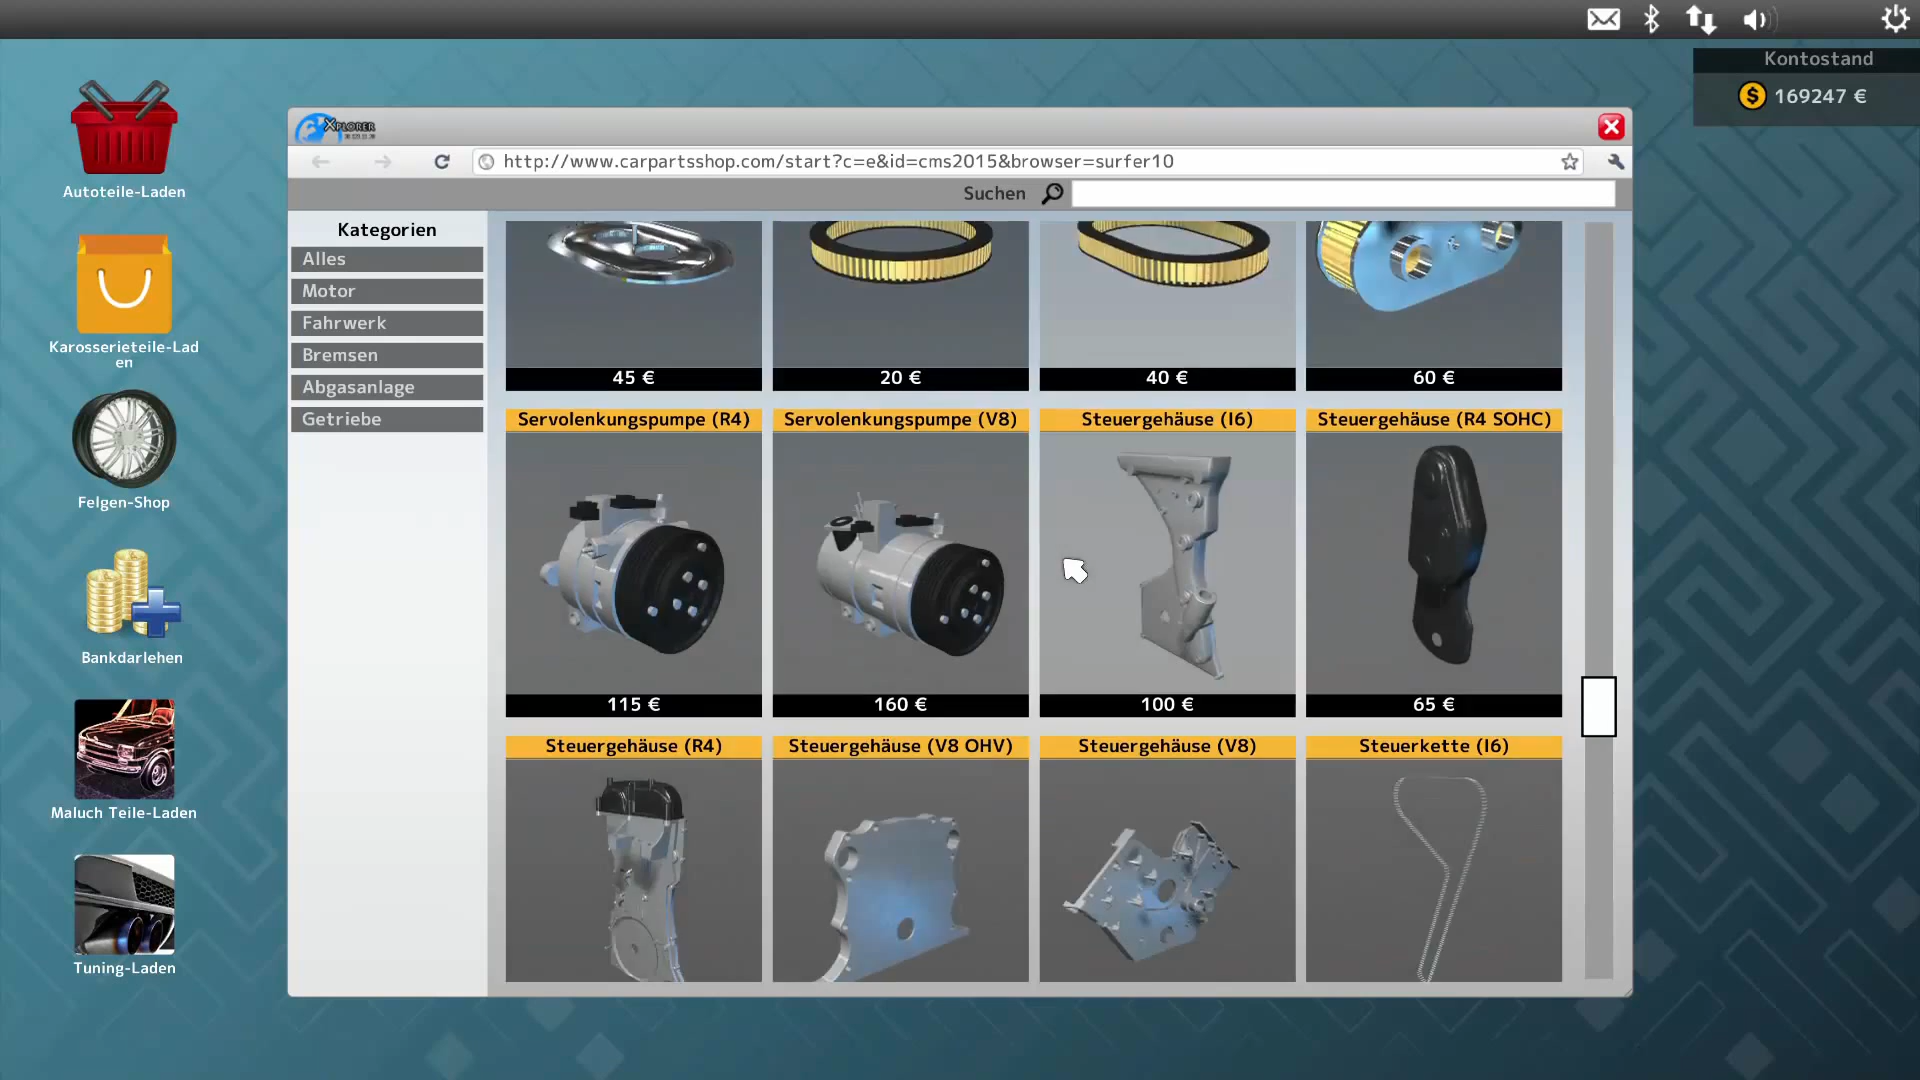 Kontostand
169247 €
Autoteile-Laden
Karosserieteile-Lad
en
Felgen-Shop
Bankdarlehen
Maluch Teile-Laden
Tuning-Laden
XPLORER
http://www.carpartsshop.com/start?c=e&id=cms2015&browser=surfer10
Suchen
Kategorien
Alles
Motor
Fahrwerk
Bremsen
Abgasanlage
Getriebe
45 €
20 €
40 €
60 €
Servolenkungspumpe (R4)
Servolenkungspumpe (V8)
Steuergehäuse (I6)
Steuergehäuse (R4 SOHC)
115 €
160 €
100 €
65 €
Steuergehäuse (R4)
Steuergehäuse (V8 OHV)
Steuergehäuse (V8)
Steuerkette (I6)